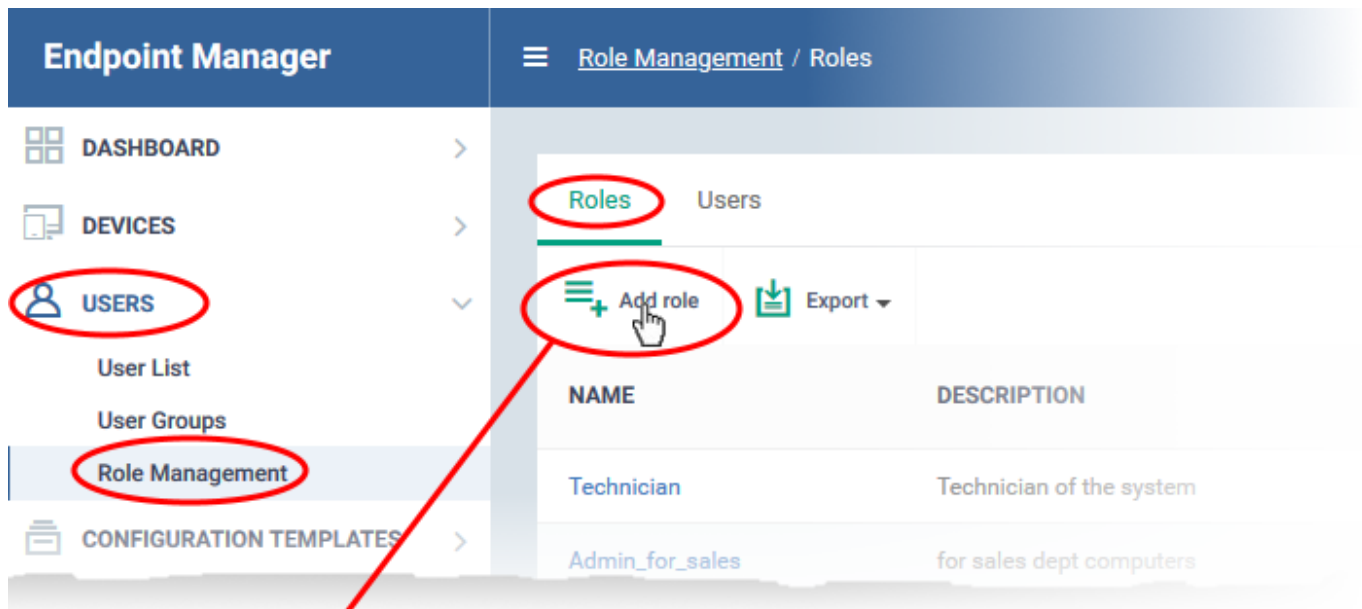 Endpoint Manager
Role Management / Roles
DASHBOARD
DEVICES
USERS
User List
User Groups
Role Management
CONFIGURATION TEMPLATES
Roles Users
Add role Export
NAME DESCRIPTION
Technician Technician of the system
Admin_for_sales for sales dept computers